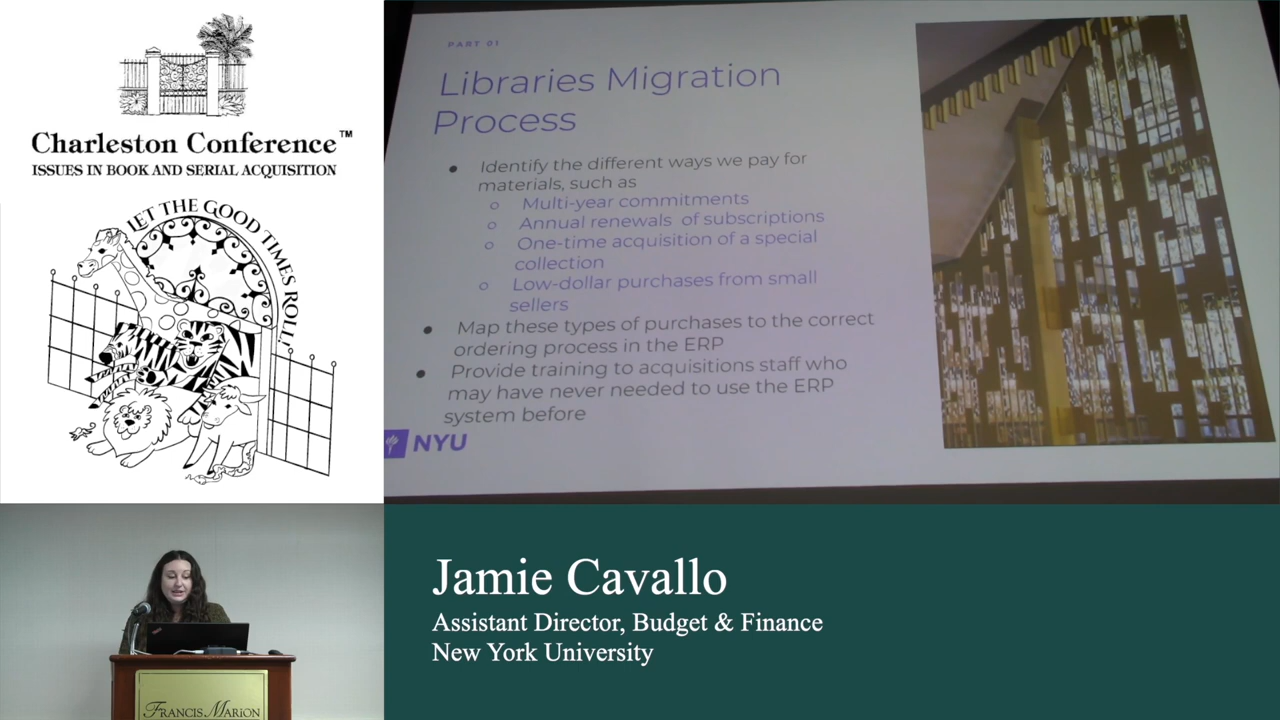 Charleston Conference™
ISSUES IN BOOK AND SERIAL ACQUISITION
LET THE GOOD TIMES ROLL!
PART 01
Libraries Migration
Process
• Identify the different ways we pay for
materials, such as
○ Multi-year commitments
○ Annual renewals of subscriptions
○ One-time acquisition of a special
collection
○ Low-dollar purchases from small
sellers
• Map these types of purchases to the correct
ordering process in the ERP
• Provide training to acquisitions staff who
may have never needed to use the ERP
system before
NYU
Jamie Cavallo
Assistant Director, Budget & Finance
New York University
FRANCIS MARION